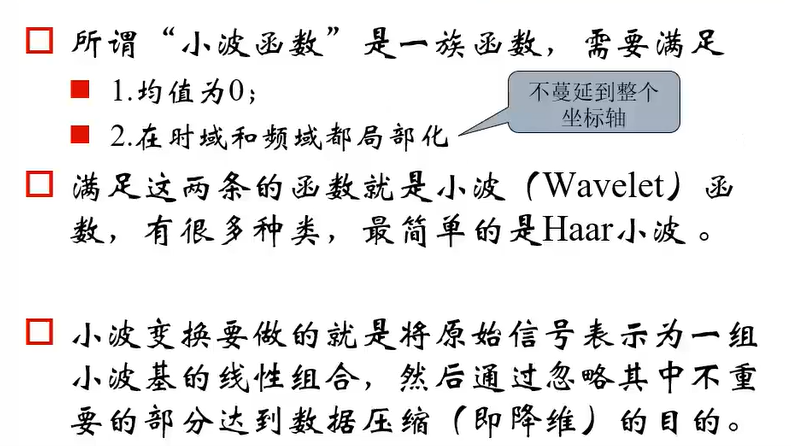 所谓“小波函数”是一族函数，需要满足
1.均值为0；
2.在时域和频域都局部化
不蔓延到整个
坐标轴
满足这两条的函数就是小波（Wavelet）函
数，有很多种类，最简单的是Haar小波 。
小波变换要做的就是将原始信号表示为一组
小波基的线性组合，然后通过忽略其中不重
要的部分达到数据压缩（即降维）的目的。